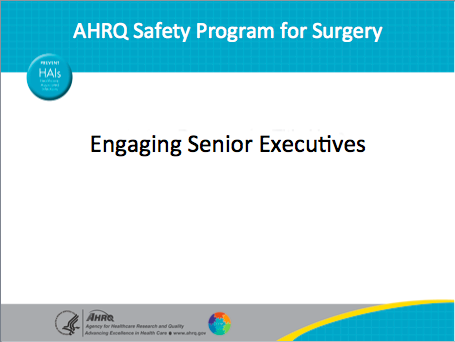 AHRQ Safety Program for Surgery
PREVENT
HAIs
Engaging Senior Executives
AHRQ
Agency for Healthcare Research and Quality
Advancing Excellence in Health Care ■ www.ahrq.gov